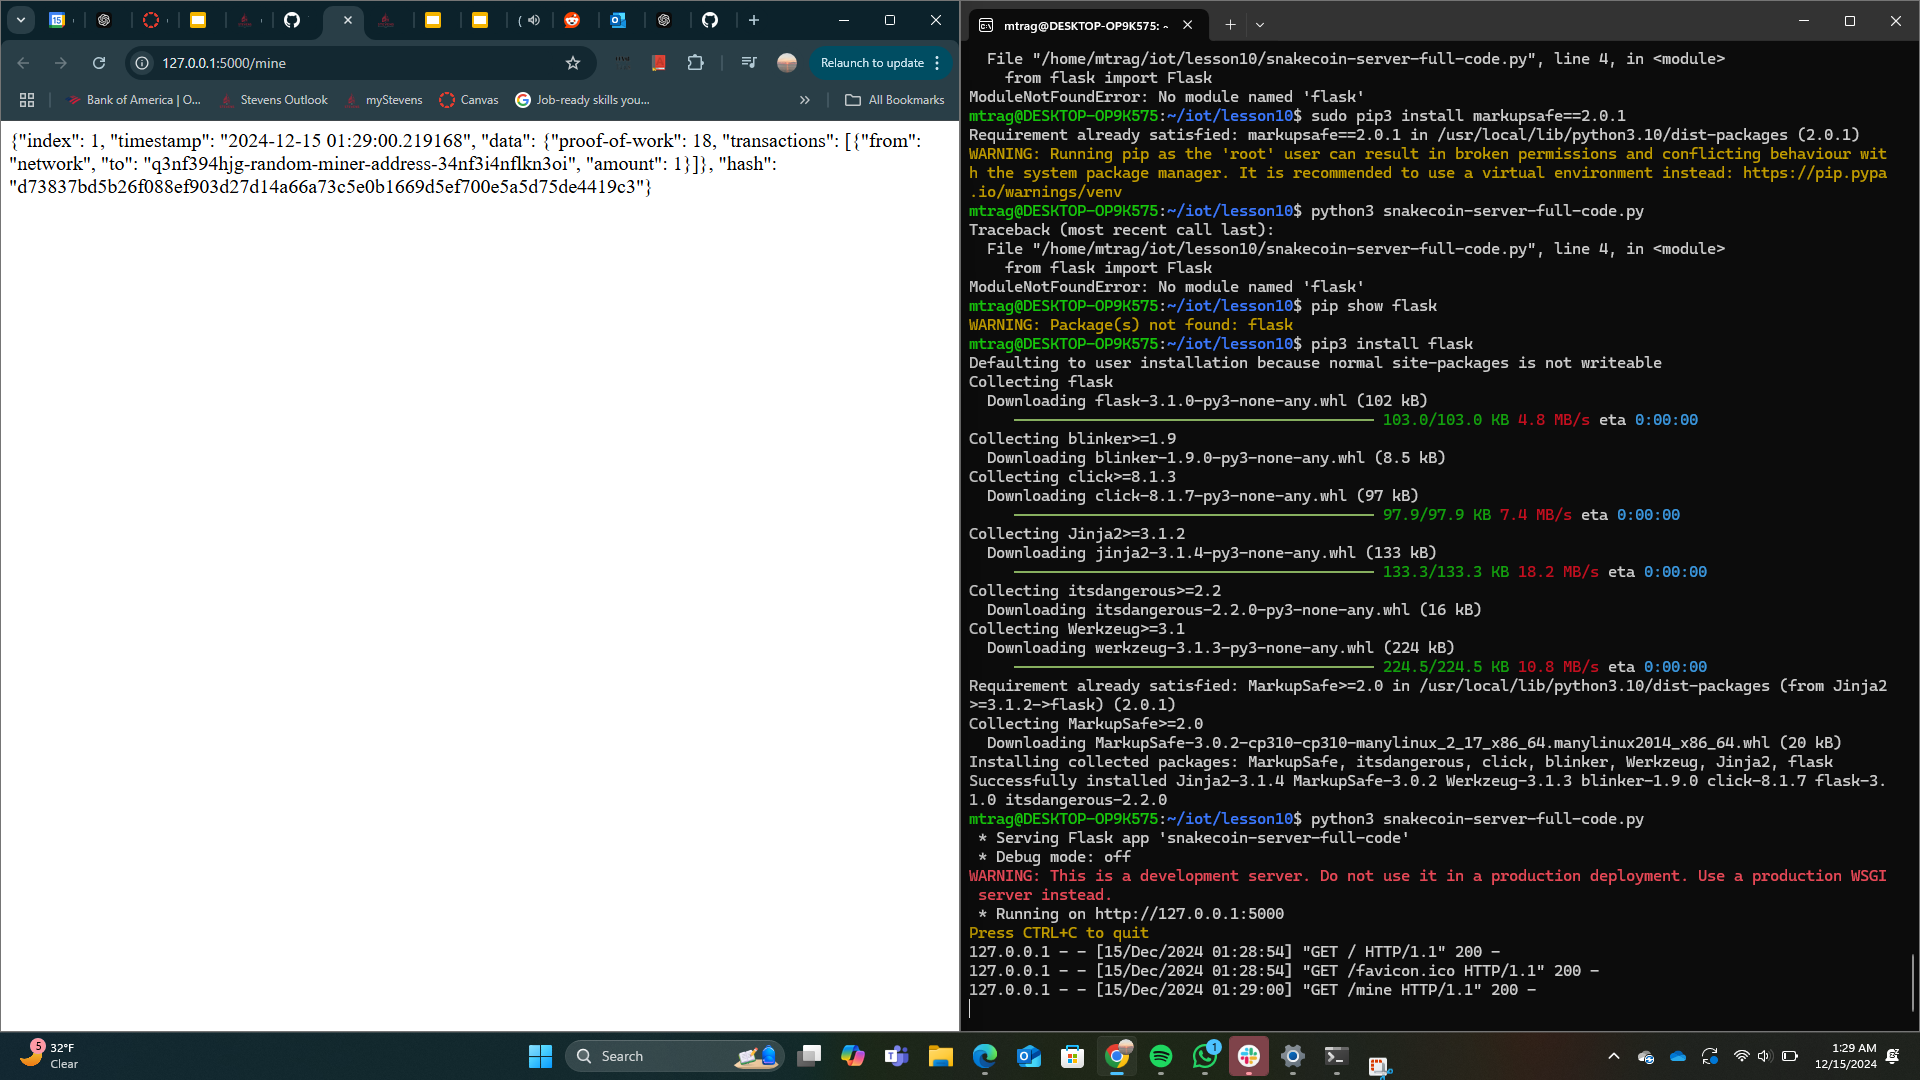 127.0.0.1:5000/mine
Relaunch to update
Bank of America | O...
Stevens Outlook
myStevens
Canvas
Job-ready skills you...
All Bookmarks
{"index": 1, "timestamp": "2024-12-15 01:29:00.219168", "data": {"proof-of-work": 18, "transactions": [{"from":
"network", "to": "q3nf394hjg-random-miner-address-34nf3i4nflkn3oi", "amount": 1}]}, "hash":
"d73837bd5b26f088ef903d27d14a66a73c5e0b1669d5ef700e5a5d75de4419c3"}
mtrag@DESKTOP-OP9K575: ~
File "/home/mtrag/iot/lesson10/snakecoin-server-full-code.py", line 4, in <module>
from flask import Flask
ModuleNotFoundError: No module named 'flask'
mtrag@DESKTOP-OP9K575:~/iot/lesson10$ sudo pip3 install markupsafe==2.0.1
Requirement already satisfied: markupsafe==2.0.1 in /usr/local/lib/python3.10/dist-packages (2.0.1)
WARNING: Running pip as the 'root' user can result in broken permissions and conflicting behaviour wit
h the system package manager. It is recommended to use a virtual environment instead: https://pip.pypa
.io/warnings/venv
mtrag@DESKTOP-OP9K575:~/iot/lesson10$ python3 snakecoin-server-full-code.py
Traceback (most recent call last):
File "/home/mtrag/iot/lesson10/snakecoin-server-full-code.py", line 4, in <module>
from flask import Flask
ModuleNotFoundError: No module named 'flask'
mtrag@DESKTOP-OP9K575:~/iot/lesson10$ pip show flask
WARNING: Package(s) not found: flask
mtrag@DESKTOP-OP9K575:~/iot/lesson10$ pip3 install flask
Defaulting to user installation because normal site-packages is not writeable
Collecting flask
Downloading flask-3.1.0-py3-none-any.whl (102 kB)
103.0/103.0 KB 4.8 MB/s eta 0:00:00
Collecting blinker>=1.9
Downloading blinker-1.9.0-py3-none-any.whl (8.5 kB)
Collecting click>=8.1.3
Downloading click-8.1.7-py3-none-any.whl (97 kB)
97.9/97.9 KB 7.4 MB/s eta 0:00:00
Collecting Jinja2>=3.1.2
Downloading jinja2-3.1.4-py3-none-any.whl (133 kB)
133.3/133.3 KB 18.2 MB/s eta 0:00:00
Collecting itsdangerous>=2.2
Downloading itsdangerous-2.2.0-py3-none-any.whl (16 kB)
Collecting Werkzeug>=3.1
Downloading werkzeug-3.1.3-py3-none-any.whl (224 kB)
224.5/224.5 KB 10.8 MB/s eta 0:00:00
Requirement already satisfied: MarkupSafe>=2.0 in /usr/local/lib/python3.10/dist-packages (from Jinja2
>=3.1.2->flask) (2.0.1)
Collecting MarkupSafe>=2.0
Downloading MarkupSafe-3.0.2-cp310-cp310-manylinux_2_17_x86_64.manylinux2014_x86_64.whl (20 kB)
Installing collected packages: MarkupSafe, itsdangerous, click, blinker, Werkzeug, Jinja2, flask
Successfully installed Jinja2-3.1.4 MarkupSafe-3.0.2 Werkzeug-3.1.3 blinker-1.9.0 click-8.1.7 flask-3.
1.0 itsdangerous-2.2.0
mtrag@DESKTOP-OP9K575:~/iot/lesson10$ python3 snakecoin-server-full-code.py
* Serving Flask app 'snakecoin-server-full-code'
* Debug mode: off
WARNING: This is a development server. Do not use it in a production deployment. Use a production WSGI
server instead.
* Running on http://127.0.0.1:5000
Press CTRL+C to quit
127.0.0.1 - - [15/Dec/2024 01:28:54] "GET / HTTP/1.1" 200 -
127.0.0.1 - - [15/Dec/2024 01:28:54] "GET /favicon.ico HTTP/1.1" 200 -
127.0.0.1 - - [15/Dec/2024 01:29:00] "GET /mine HTTP/1.1" 200 -
5
32°F
Clear
Search
1
1:29 AM
12/15/2024